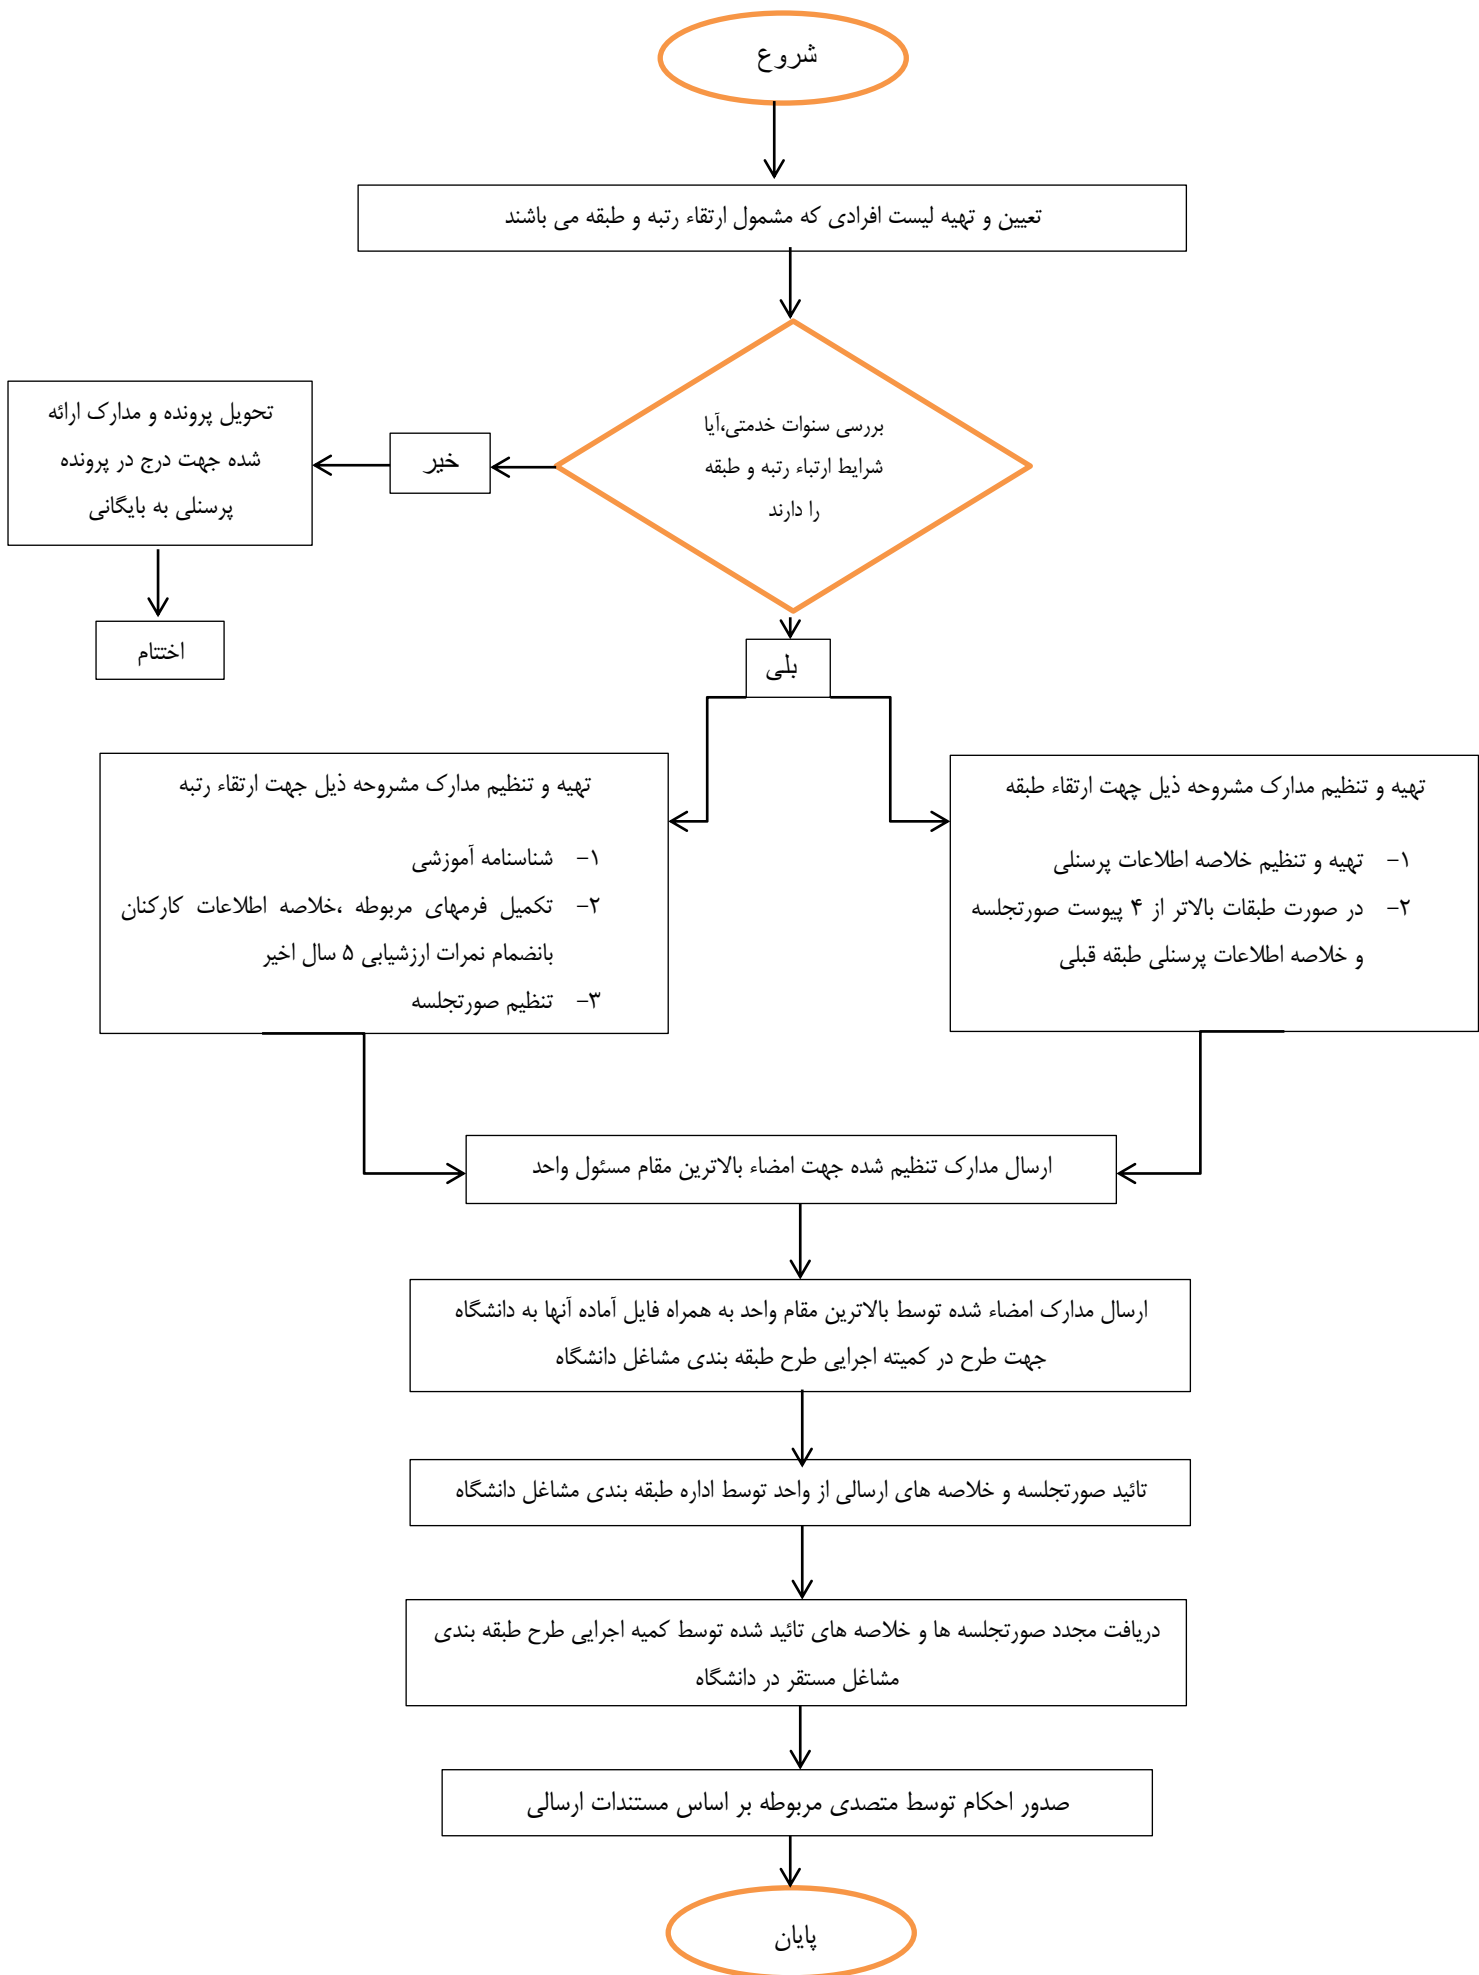 شروع
تعیین و تهیه لیست افرادی که مشمول ارتقاء رتبه و طبقه می باشند
بررسی سنوات خدمتی،آیا
شرایط ارتباء رتبه و طبقه
را دارند
خیر
تحویل پرونده و مدارک ارائه
شده جهت درج در پرونده
پرسنلی به بایگانی
اختتام
بلی
تهیه و تنظیم مدارک مشروحه ذیل چهت ارتقاء طبقه
۱- تهیه و تنظیم خلاصه اطلاعات پرسنلی
۲- در صورت طبقات بالاتر از ۴ پیوست صورتجلسه
و خلاصه اطلاعات پرسنلی طبقه قبلی
تهیه و تنظیم مدارک مشروحه ذیل جهت ارتقاء رتبه
۱- شناسنامه آموزشی
۲- تکمیل فرمهای مربوطه ،خلاصه اطلاعات کارکنان
بانضمام نمرات ارزشیابی ۵ سال اخیر
۳- تنظیم صورتجلسه
ارسال مدارک تنظیم شده جهت امضاء بالاترین مقام مسئول واحد
ارسال مدارک امضاء شده توسط بالاترین مقام واحد به همراه فایل آماده آنها به دانشگاه
جهت طرح در کمیته اجرایی طرح طبقه بندی مشاغل دانشگاه
تائید صورتجلسه و خلاصه های ارسالی از واحد توسط اداره طبقه بندی مشاغل دانشگاه
دریافت مجدد صورتجلسه ها و خلاصه های تائید شده توسط کمیه اجرایی طرح طبقه بندی
مشاغل مستقر در دانشگاه
صدور احکام توسط متصدی مربوطه بر اساس مستندات ارسالی
پایان